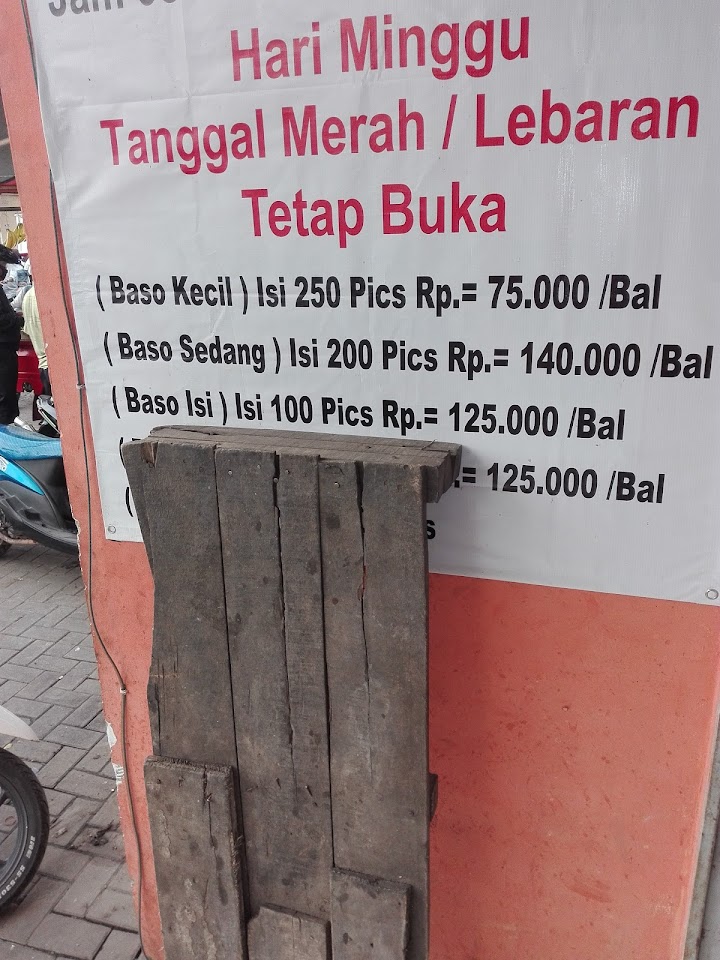 Hari Minggu
Tanggal Merah / Lebaran
Tetap Buka
( Baso Kecil ) Isi 250 Pics Rp.= 75.000 /Bal
( Baso Sedang ) Isi 200 Pics Rp.= 140.000 /Bal
( Baso Isi ) Isi 100 Pics Rp.= 125.000 /Bal
.= 125.000 /Bal